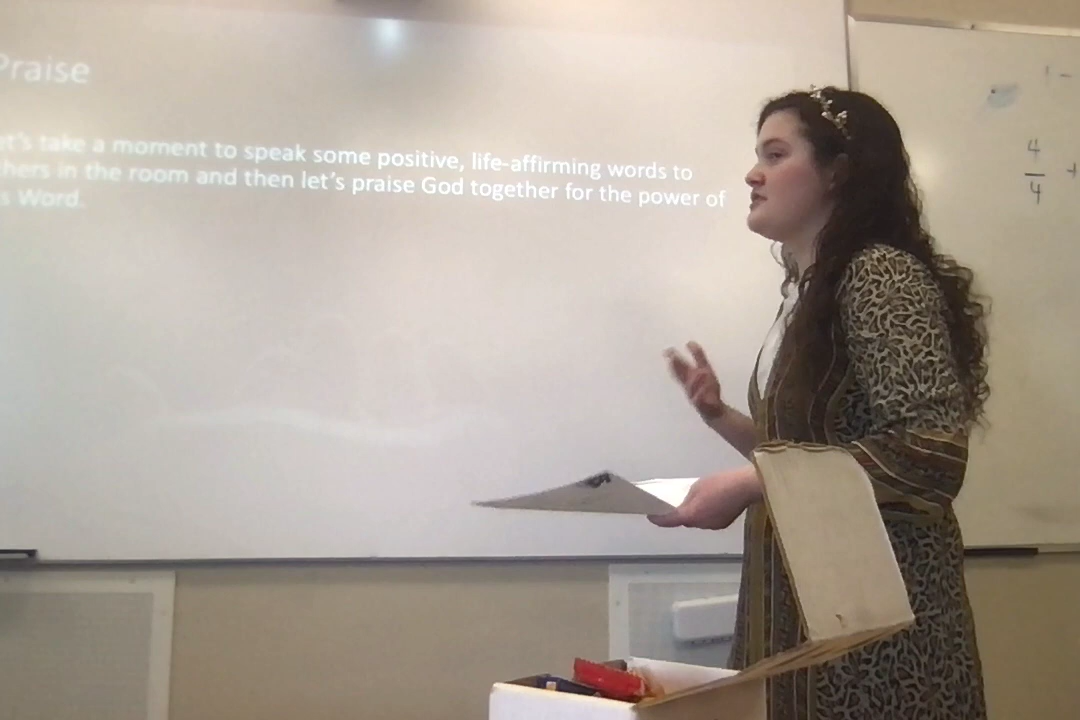 Praise
et's take a moment to speak some positive, life-affirming words to
thers in the room and then let's praise God together for the power of
s Word.
4
4
+